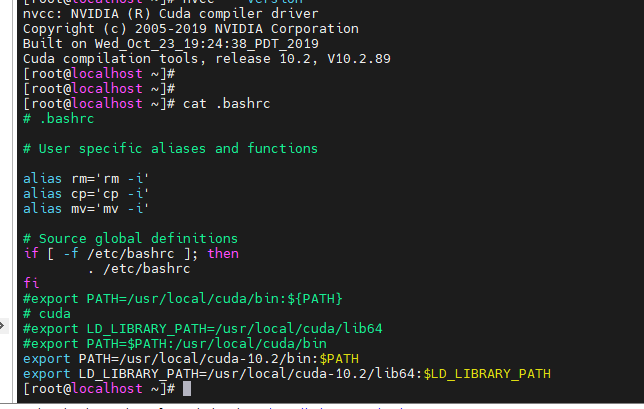 nvcc: NVIDIA (R) Cuda compiler driver
Copyright (c) 2005-2019 NVIDIA Corporation
Built on Wed_Oct_23_19:24:38_PDT_2019
Cuda compilation tools, release 10.2, V10.2.89
[root@localhost ~]#
[root@localhost ~]#
[root@localhost ~]# cat .bashrc
# .bashrc

# User specific aliases and functions

alias rm='rm -i'
alias cp='cp -i'
alias mv='mv -i'

# Source global definitions
if [ -f /etc/bashrc ]; then
        . /etc/bashrc
fi
#export PATH=/usr/local/cuda/bin:${PATH}
# cuda
#export LD_LIBRARY_PATH=/usr/local/cuda/lib64
#export PATH=$PATH:/usr/local/cuda/bin
export PATH=/usr/local/cuda-10.2/bin:$PATH
export LD_LIBRARY_PATH=/usr/local/cuda-10.2/lib64:$LD_LIBRARY_PATH
[root@localhost ~]#